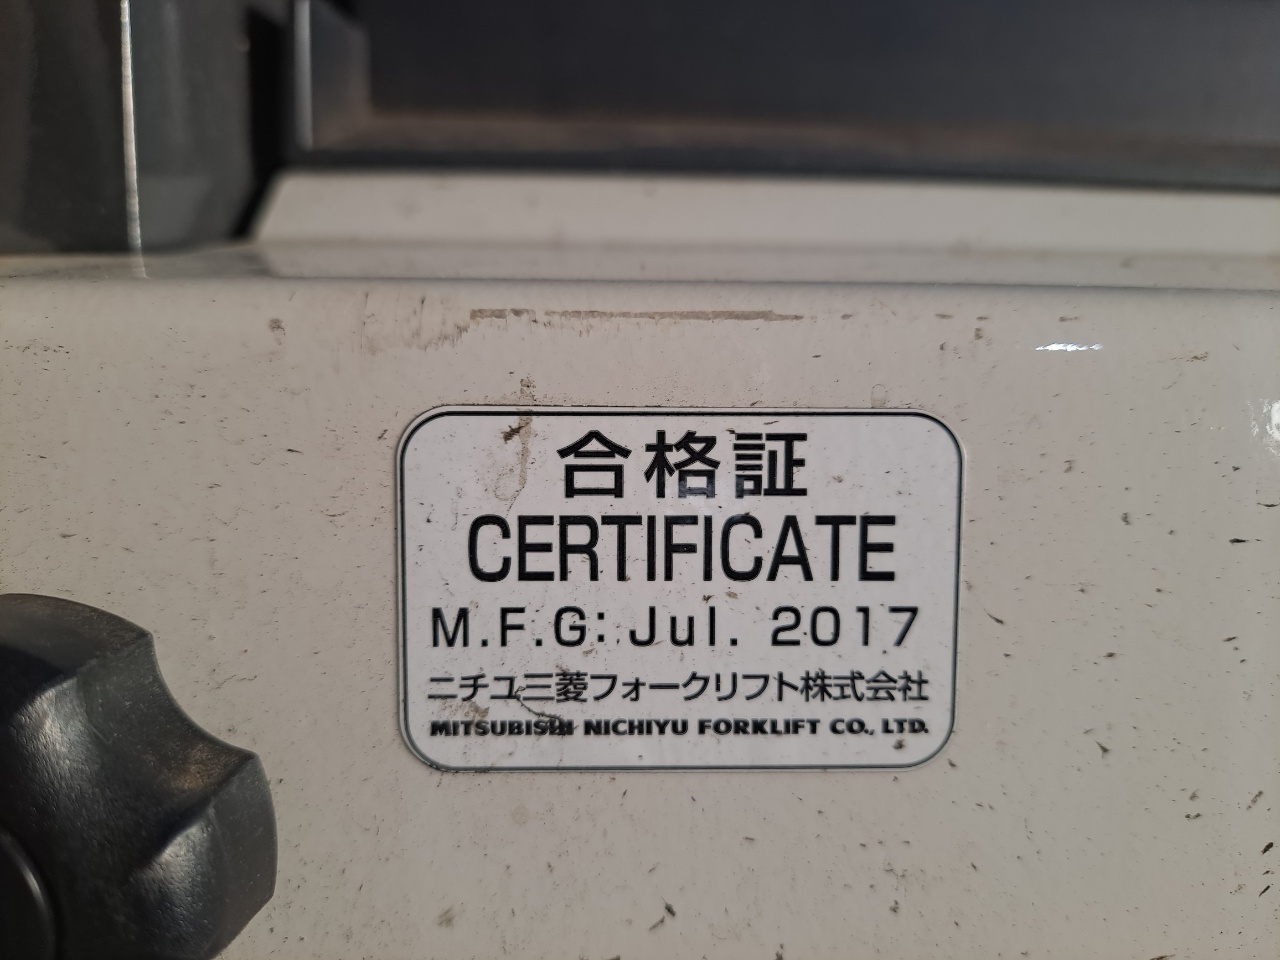 合格証
CERTIFICATE
M.F.G: Jul. 2017
ニチユ三菱フォークリフト株式会社
MITSUBISHI NICHIYU FORKLIFT CO., LTD.